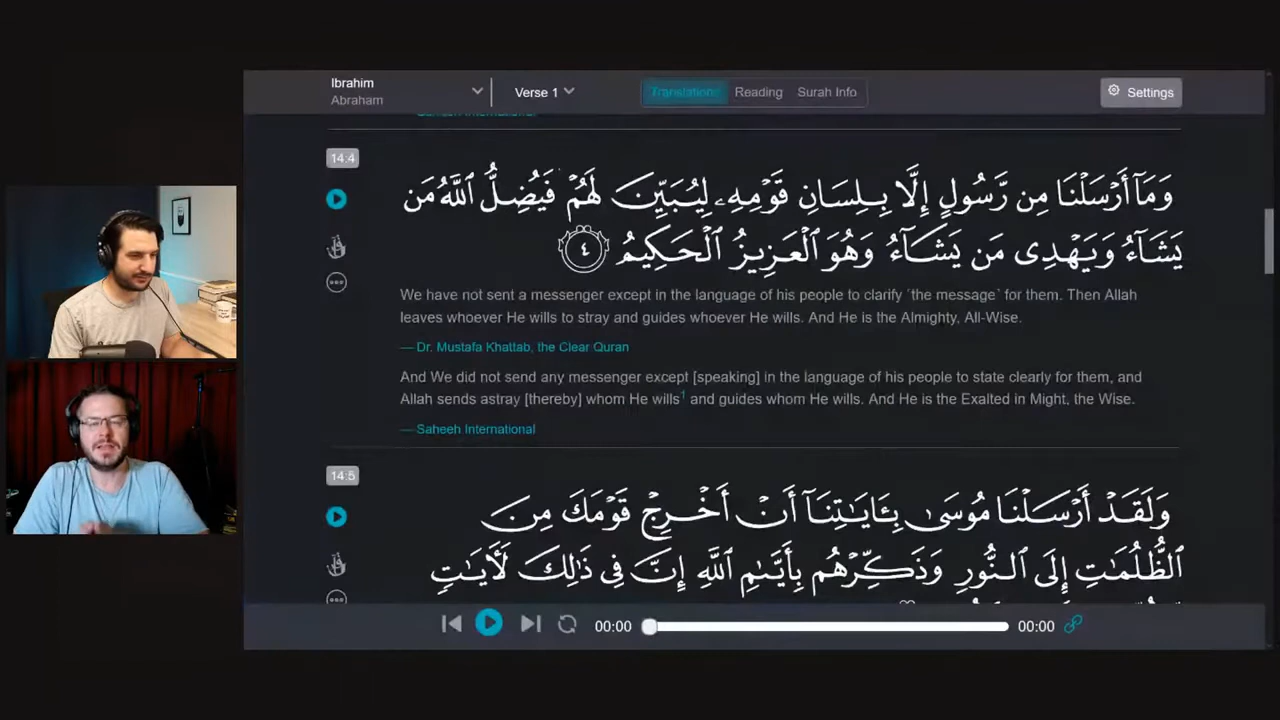 Ibrahim
Abraham
Verse 1
Translations
Reading
Surah Info
Settings
14:4
وَمَآ أَرْسَلْنَا مِن رَّسُولٍ إِلَّا بِلِسَانِ قَوْمِهِۦ لِيُبَيِّنَ لَهُمْ ۖ فَيُضِلُّ ٱللَّهُ مَن
يَشَآءُ وَيَهْدِى مَن يَشَآءُ ۚ وَهُوَ ٱلْعَزِيزُ ٱلْحَكِيمُ ٤
We have not sent a messenger except in the language of his people to clarify ˹the message˺ for them. Then Allah
leaves whoever He wills to stray and guides whoever He wills. And He is the Almighty, All-Wise.
— Dr. Mustafa Khattab, the Clear Quran
And We did not send any messenger except [speaking] in the language of his people to state clearly for them, and
Allah sends astray [thereby] whom He wills¹ and guides whom He wills. And He is the Exalted in Might, the Wise.
— Saheeh International
14:5
وَلَقَدْ أَرْسَلْنَا مُوسَىٰ بِـَٔايَـٰتِنَآ أَنْ أَخْرِجْ قَوْمَكَ مِنَ
ٱلظُّلُمَـٰتِ إِلَى ٱلنُّورِ وَذَكِّرْهُم بِأَيَّىٰمِ ٱللَّهِ ۚ إِنَّ فِى ذَٰلِكَ لَـَٔايَـٰتٍ
00:00
00:00